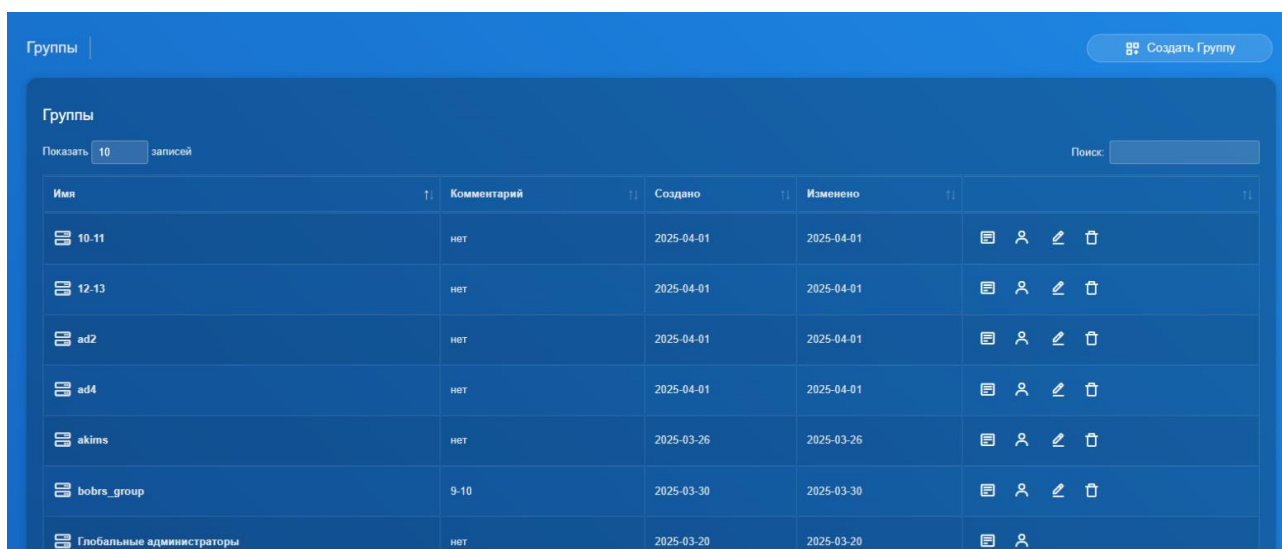 Группы
Создать Группу
Группы
Показать 10 записей
Поиск:
Имя Комментарий Создано Изменено
10-11 нет 2025-04-01 2025-04-01
12-13 нет 2025-04-01 2025-04-01
ad2 нет 2025-04-01 2025-04-01
ad4 нет 2025-04-01 2025-04-01
akims нет 2025-03-26 2025-03-26
bobrs_group 9-10 2025-03-30 2025-03-30
Глобальные администраторы нет 2025-03-20 2025-03-20